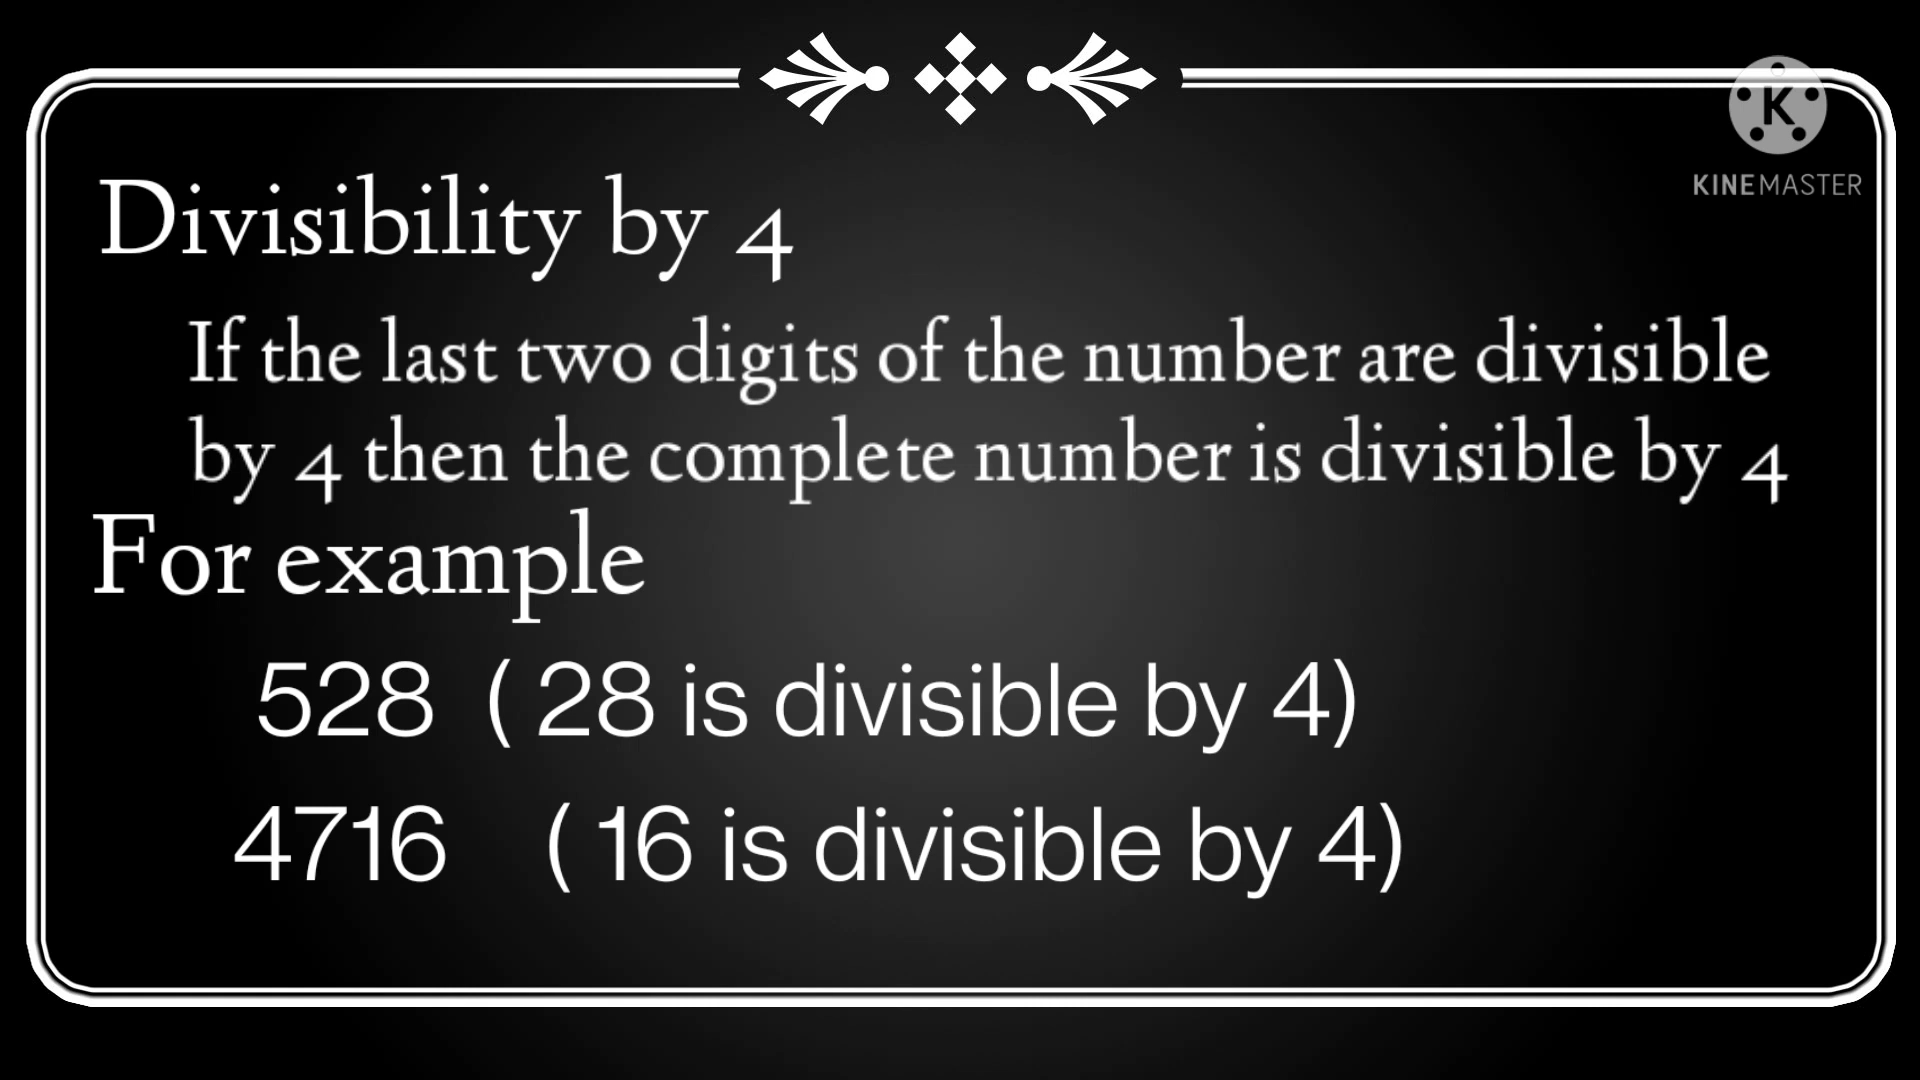 K
KINEMASTER
Divisibility by 4
If the last two digits of the number are divisible
by 4 then the complete number is divisible by 4
For example
528 ( 28 is divisible by 4)
4716 ( 16 is divisible by 4)